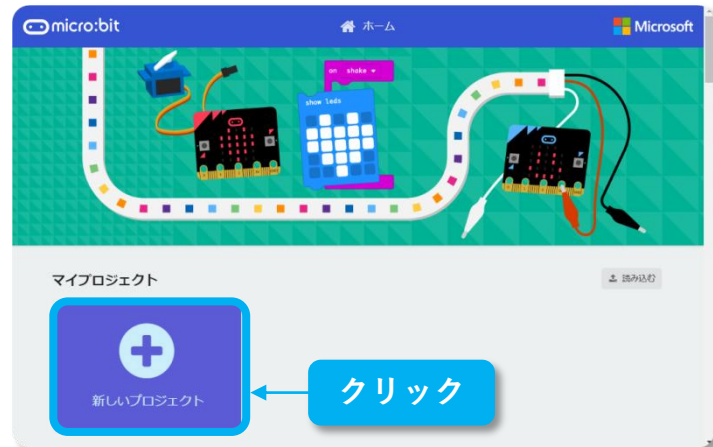 micro:bit
ホーム
Microsoft
on shake
show leds
マイプロジェクト
読み込む
新しいプロジェクト
クリック